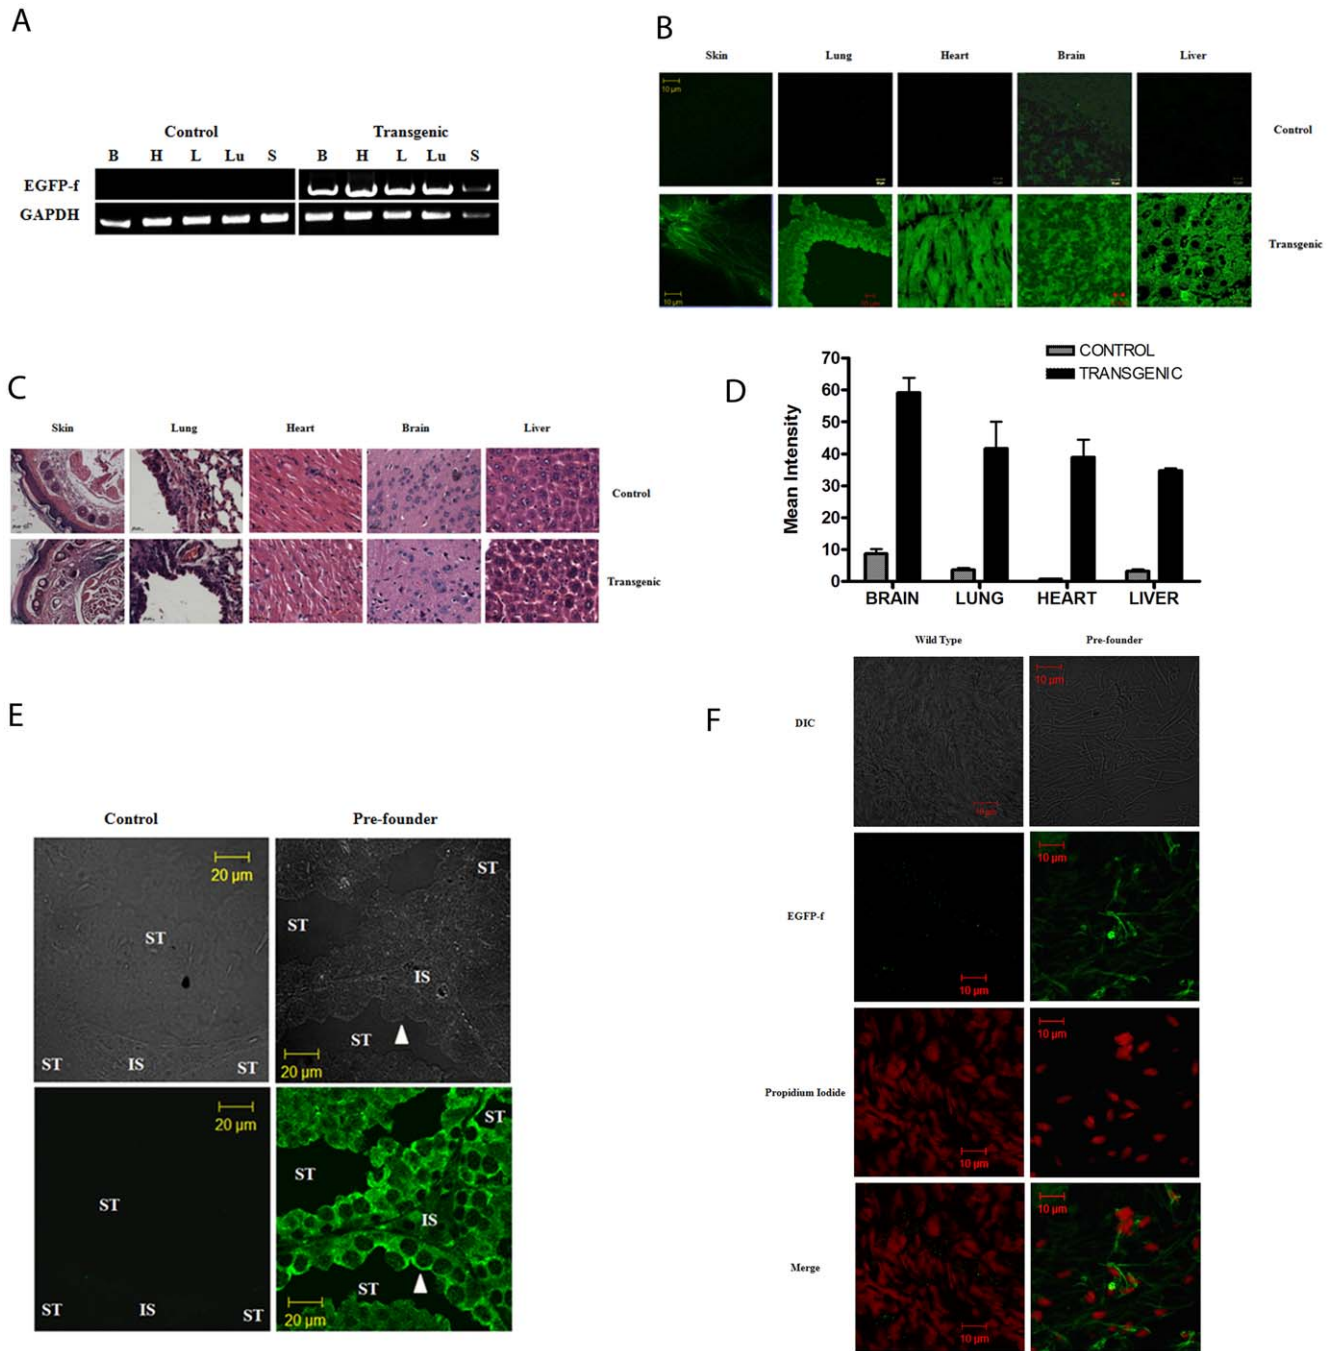 A
Control Transgenic
B H L Lu S B H L Lu S
EGFP-f
GAPDH
B
Skin Lung Heart Brain Liver
10 µm
Control
10 µm
Transgenic
C
Skin Lung Heart Brain Liver
Control
Transgenic
D
CONTROL
TRANSGENIC
Mean Intensity
70
60
50
40
30
20
10
0
BRAIN LUNG HEART LIVER
E
Control Pre-founder
20 µm
ST
ST IS ST
ST
ST
IS
ST
20 µm
20 µm
ST
ST IS ST
ST
ST
IS
ST
20 µm
F
Wild Type Pre-founder
DIC
10 µm
10 µm
EGFP-f
10 µm
10 µm
Propidium Iodide
10 µm
10 µm
Merge
10 µm
10 µm